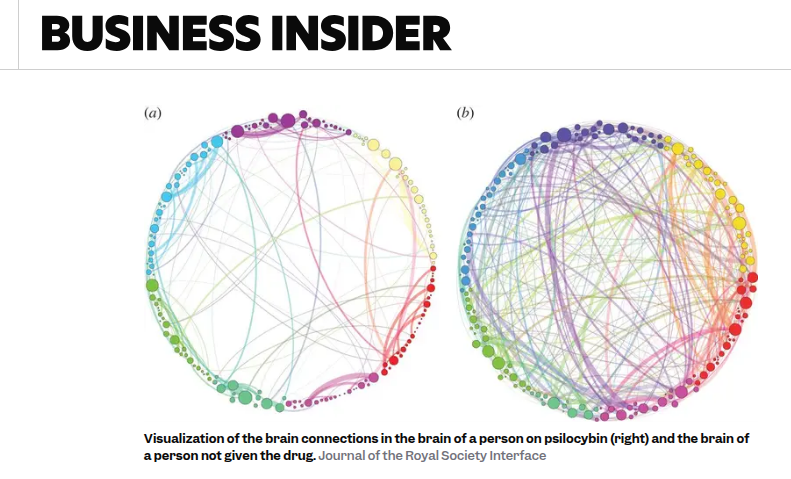 BUSINESS INSIDER
(a)
(b)
Visualization of the brain connections in the brain of a person on psilocybin (right) and the brain of
a person not given the drug. Journal of the Royal Society Interface